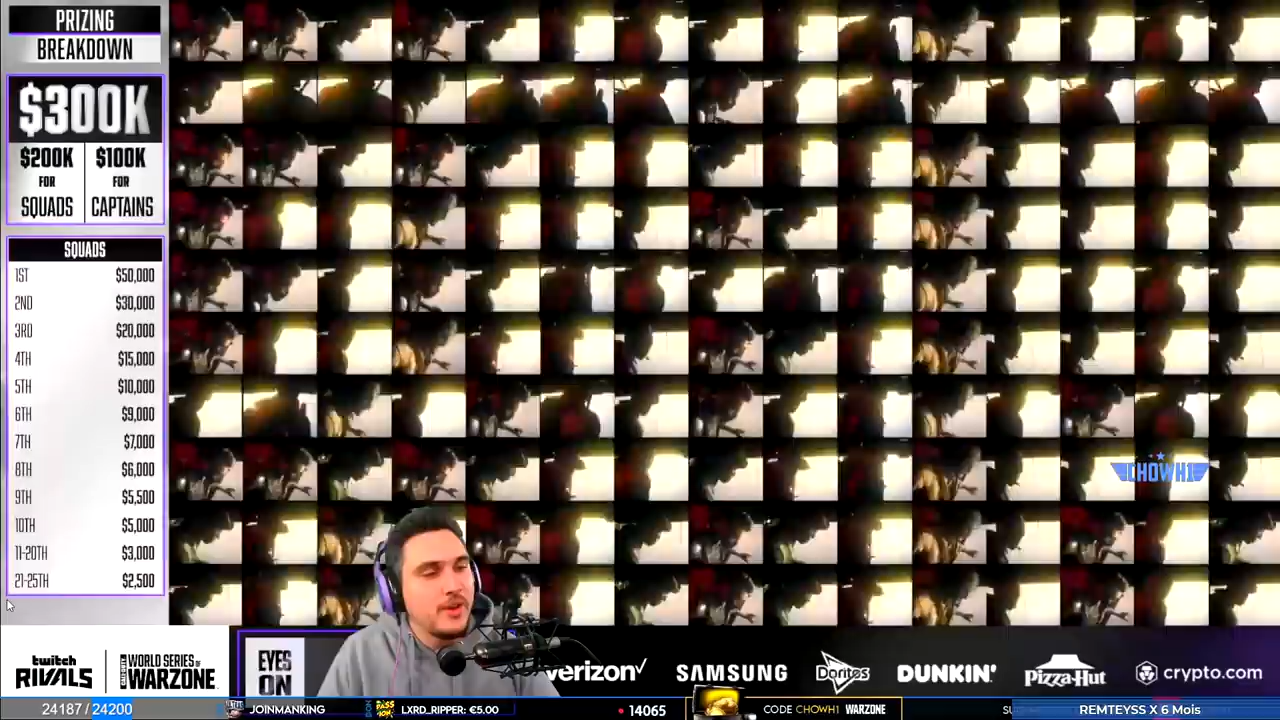 PRIZING
BREAKDOWN
$300K
$200K $100K
FOR FOR
SQUADS CAPTAINS
SQUADS
1ST $50,000
2ND $30,000
3RD $20,000
4TH $15,000
5TH $10,000
6TH $9,000
7TH $7,000
8TH $6,000
9TH $5,500
10TH $5,000
11-20TH $3,000
21-25TH $2,500
CHOWH1
twitch RIVALS
WORLD SERIES OF WARZONE
EYES ON
verizon SAMSUNG Doritos DUNKIN' Pizza Hut crypto.com
24187 / 24200 JOINMANKING LXRD_RIPPER: €5.00 14065 CODE CHOWH1 WARZONE REMTEYSS X 6 Mois